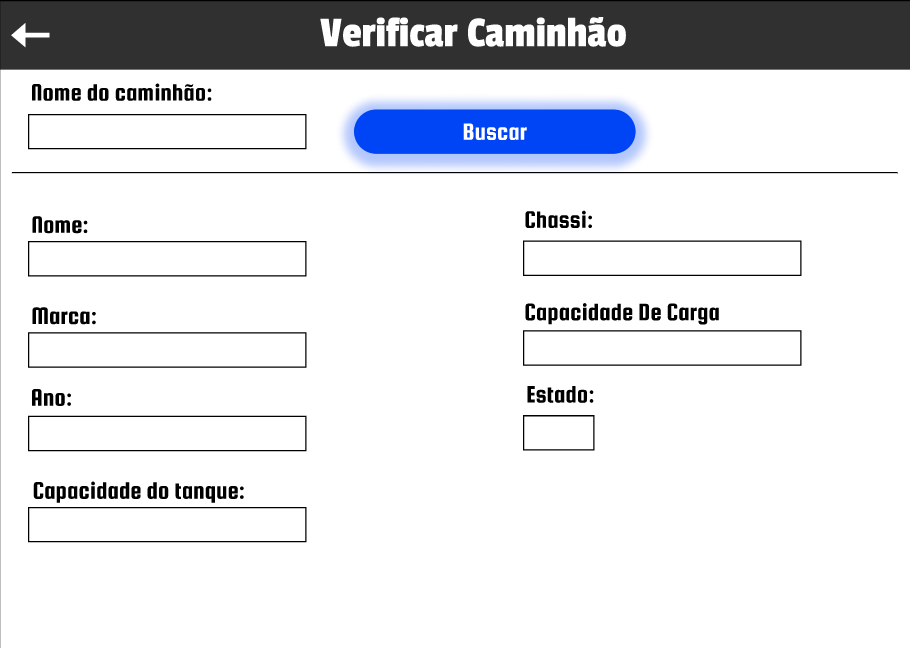 Verificar Caminhão
Nome do caminhão:
Buscar
Nome:
Chassi:
Marca:
Capacidade De Carga
Ano:
Estado:
Capacidade do tanque: